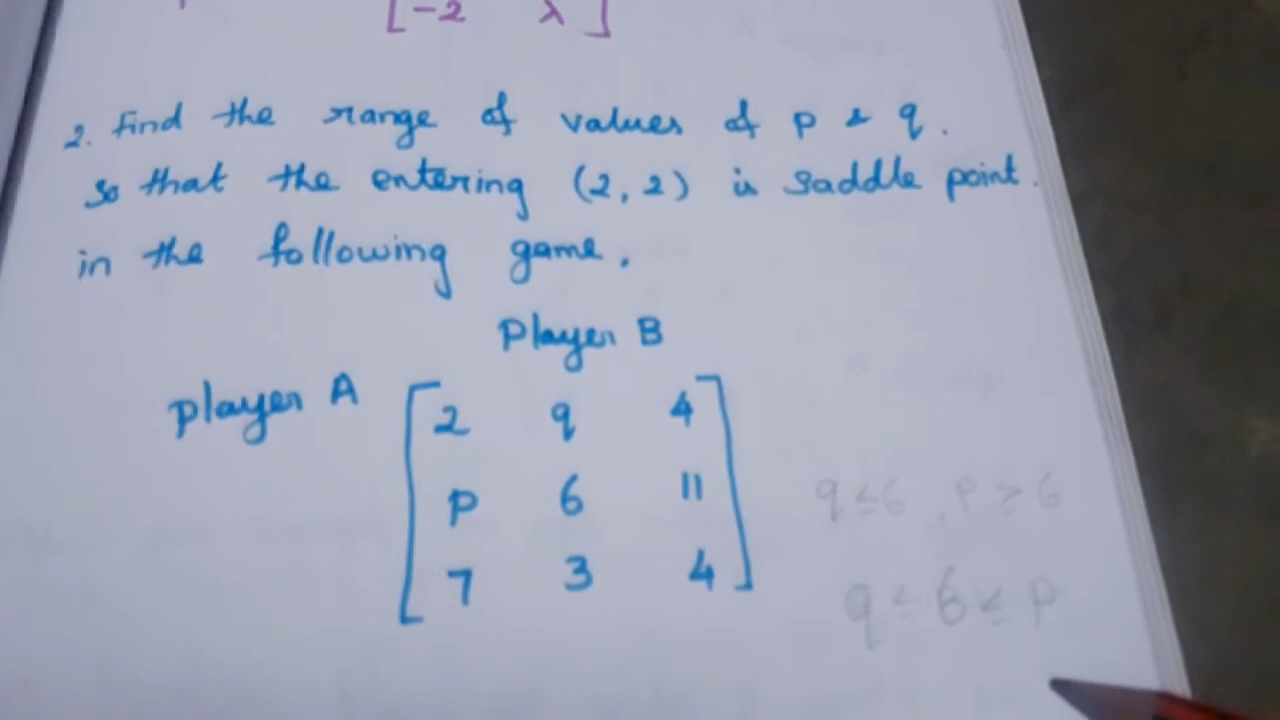 [-2 λ]
2. Find the range of values of P & q.
So that the entering (2,2) is saddle point.
in the following game.
Player B
player A
2 q 4
P 6 11 q ≤ 6, P ≥ 6
7 3 4 q ≤ 6 ≤ P